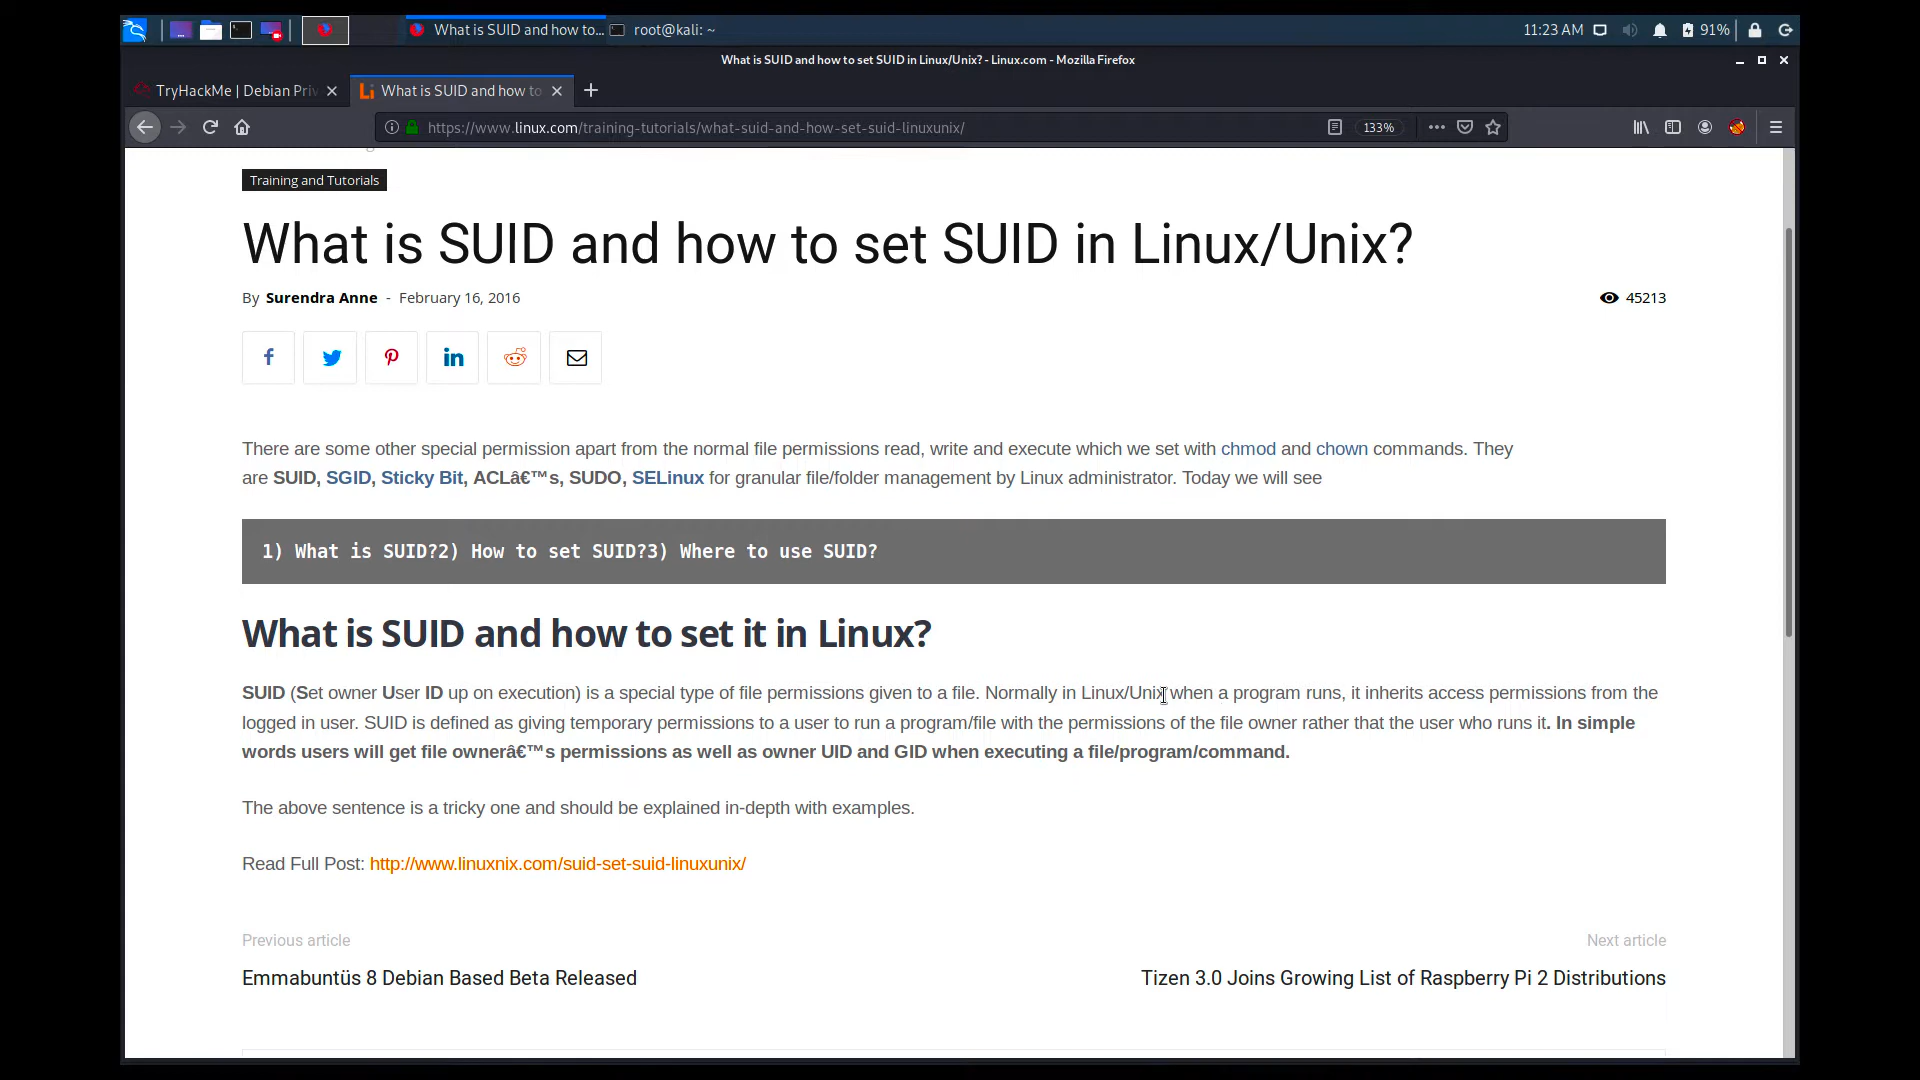 What is SUID and how to...
root@kali: ~
11:23 AM
91%
What is SUID and how to set SUID in Linux/Unix? - Linux.com - Mozilla Firefox
TryHackMe | Debian Priv
What is SUID and how to
https://www.linux.com/training-tutorials/what-suid-and-how-set-suid-linuxunix/
133%
Training and Tutorials
What is SUID and how to set SUID in Linux/Unix?
By Surendra Anne - February 16, 2016
45213
There are some other special permission apart from the normal file permissions read, write and execute which we set with chmod and chown commands. They
are SUID, SGID, Sticky Bit, ACLâ€™s, SUDO, SELinux for granular file/folder management by Linux administrator. Today we will see
1) What is SUID?2) How to set SUID?3) Where to use SUID?
What is SUID and how to set it in Linux?
SUID (Set owner User ID up on execution) is a special type of file permissions given to a file. Normally in Linux/Unix when a program runs, it inherits access permissions from the
logged in user. SUID is defined as giving temporary permissions to a user to run a program/file with the permissions of the file owner rather that the user who runs it. In simple
words users will get file ownerâ€™s permissions as well as owner UID and GID when executing a file/program/command.
The above sentence is a tricky one and should be explained in-depth with examples.
Read Full Post: http://www.linuxnix.com/suid-set-suid-linuxunix/
Previous article
Next article
Emmabuntüs 8 Debian Based Beta Released
Tizen 3.0 Joins Growing List of Raspberry Pi 2 Distributions